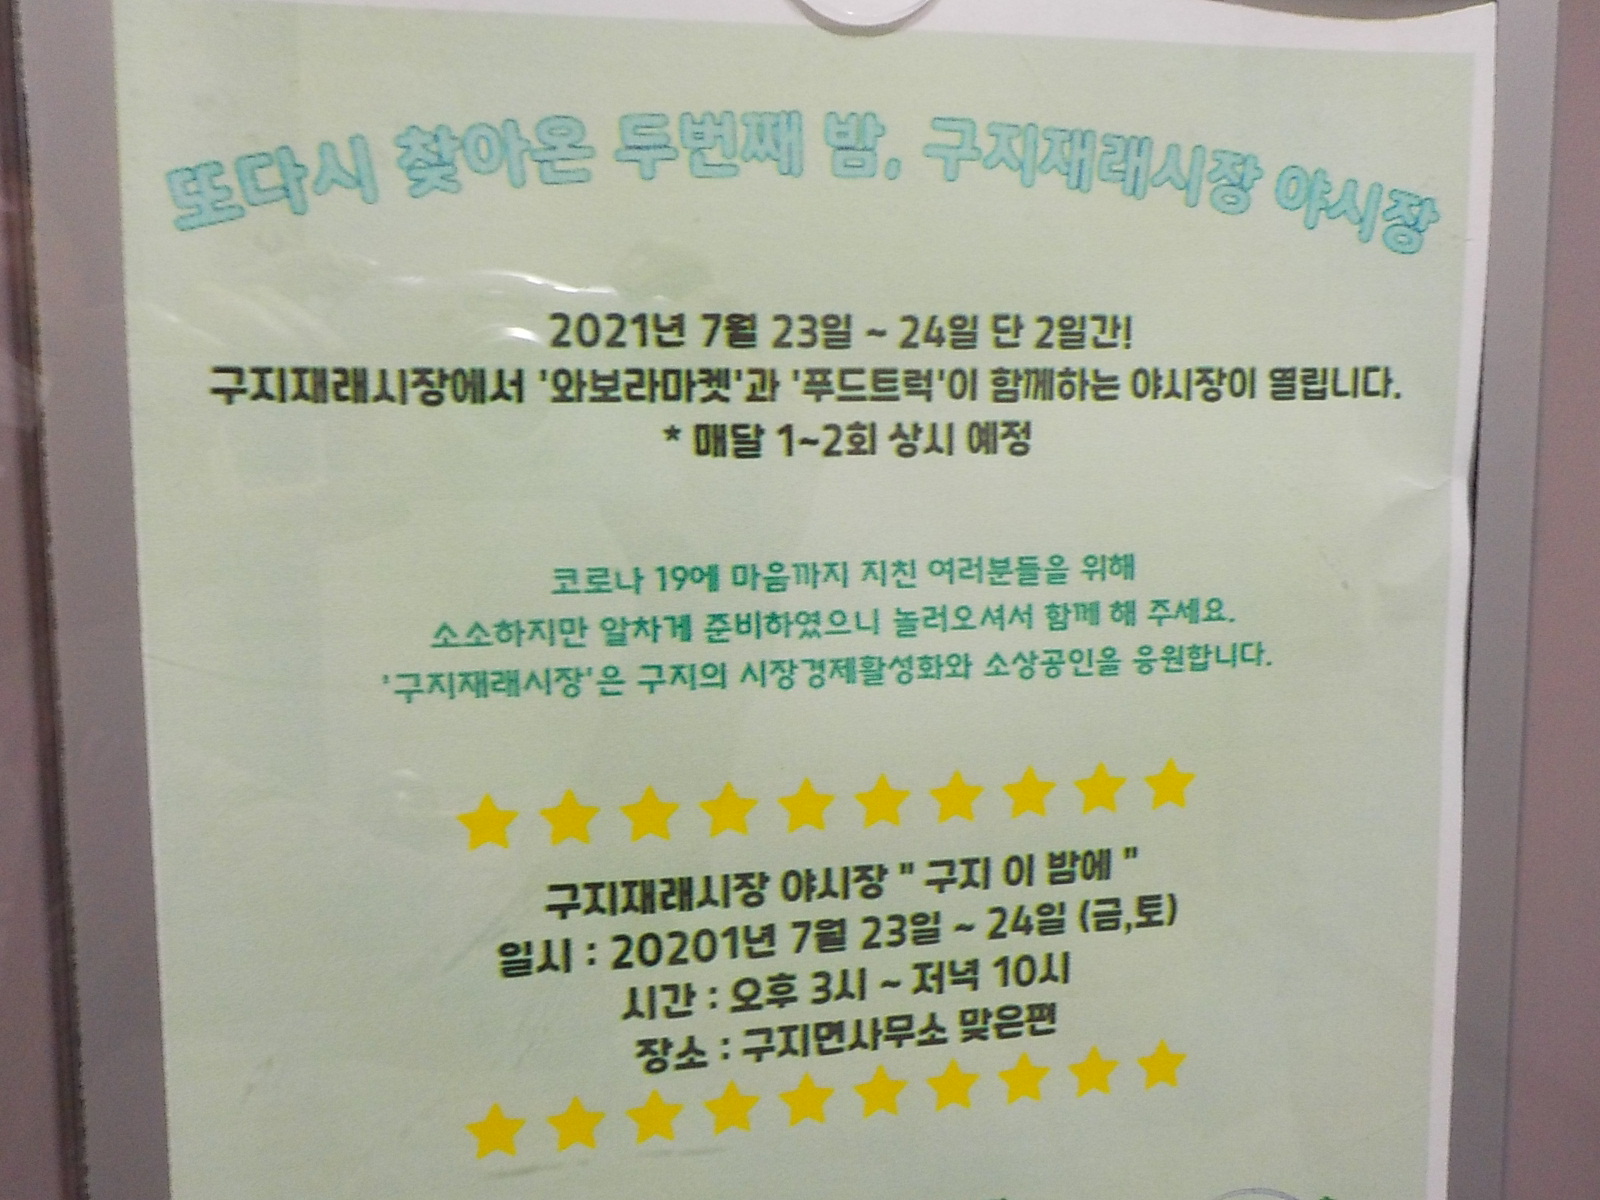 또다시 찾아온 두번째 밤, 구지재래시장 야시장
2021년 7월 23일 ~ 24일 단 2일간!
구지재래시장에서 '와보라마켓'과 '푸드트럭'이 함께하는 야시장이 열립니다.
* 매달 1~2회 상시 예정
코로나 19에 마음까지 지친 여러분들을 위해
소소하지만 알차게 준비하였으니 놀러오셔서 함께 해 주세요.
'구지재래시장'은 구지의 시장경제활성화와 소상공인을 응원합니다.
구지재래시장 야시장 " 구지 이 밤에 "
일시 : 20201년 7월 23일 ~ 24일 (금,토)
시간 : 오후 3시 ~ 저녁 10시
장소 : 구지면사무소 맞은편